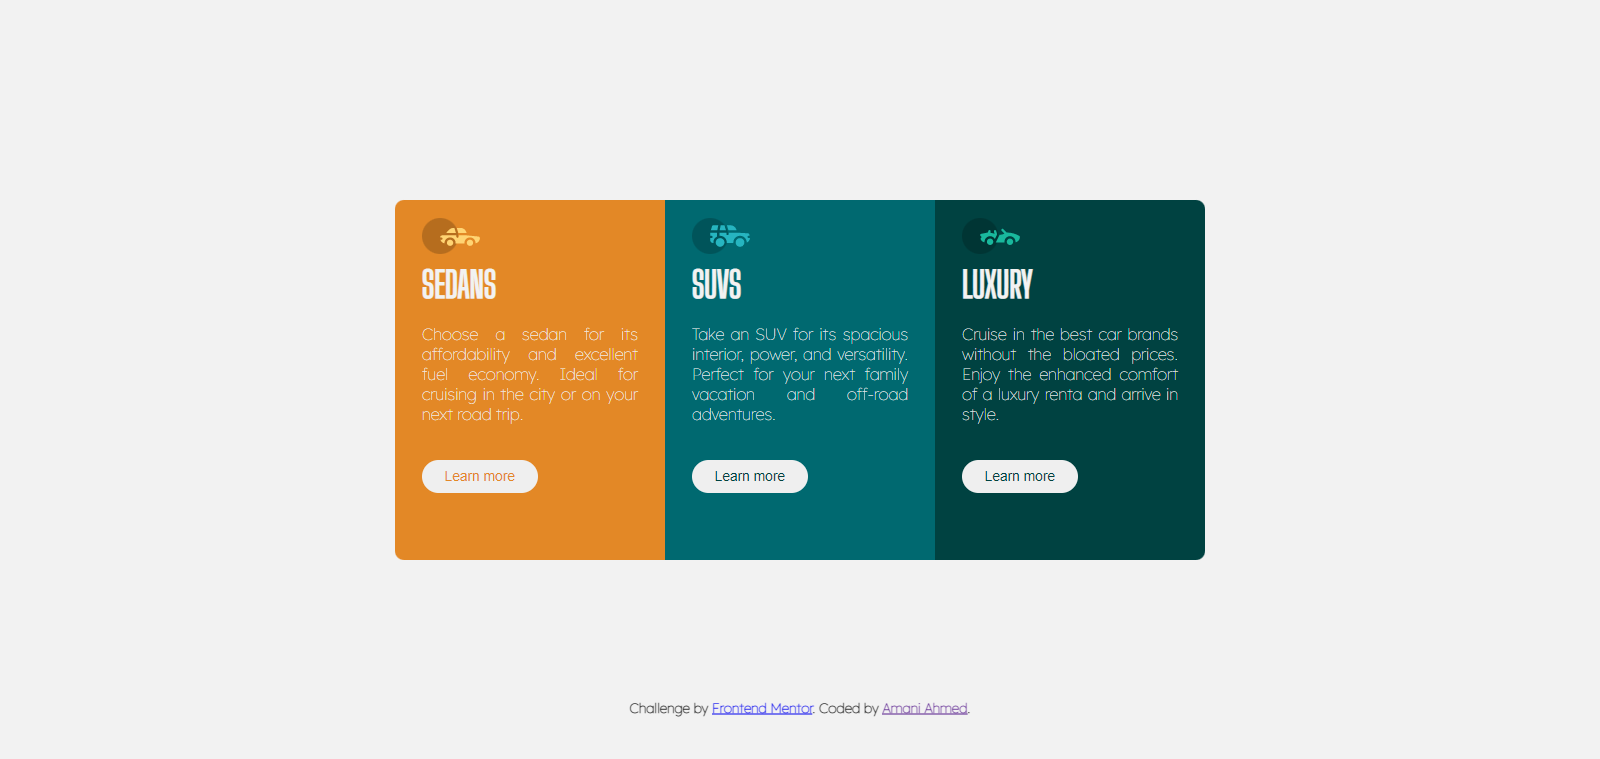 SEDANS
Choose a sedan for its
affordability and excellent
fuel economy. Ideal for
cruising in the city or on your
next road trip.
Learn more
SUVS
Take an SUV for its spacious
interior, power, and versatility.
Perfect for your next family
vacation and off-road
adventures.
Learn more
LUXURY
Cruise in the best car brands
without the bloated prices.
Enjoy the enhanced comfort
of a luxury renta and arrive in
style.
Learn more
Challenge by Frontend Mentor. Coded by Amani Ahmed.